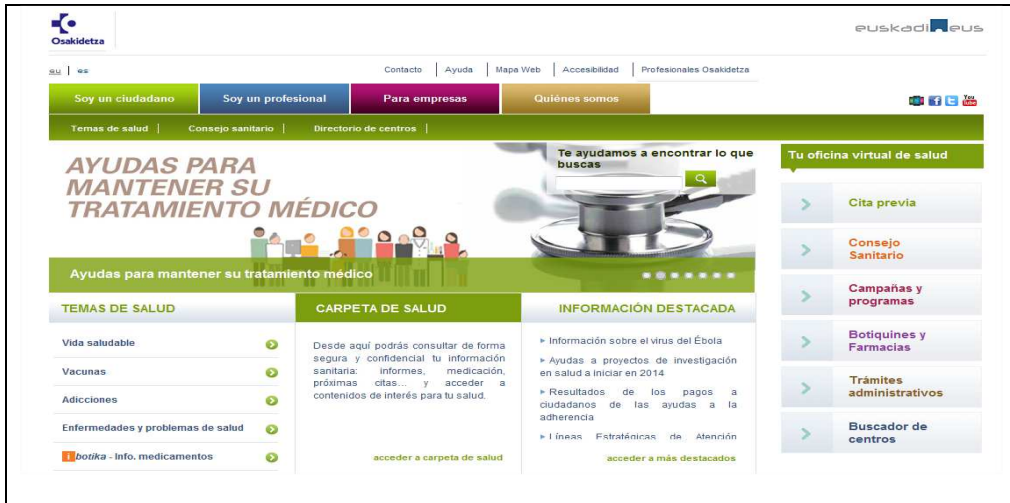 Osakidetza
euskadi eus
eu | es
Contacto | Ayuda | Mapa Web | Accesibilidad | Profesionales Osakidetza
Soy un ciudadano
Soy un profesional
Para empresas
Quiénes somos
You
Tube
Temas de salud |
Consejo sanitario |
Directorio de centros |
AYUDAS PARA
MANTENER SU
TRATAMIENTO MÉDICO
Te ayudamos a encontrar lo que
buscas
Ayudas para mantener su tratamiento médico
TEMAS DE SALUD
Vida saludable
Vacunas
Adicciones
Enfermedades y problemas de salud
i botika - Info. medicamentos
CARPETA DE SALUD
Desde aquí podrás consultar de forma
segura y confidencial tu información
sanitaria: informes, medicación,
próximas citas... y acceder a
contenidos de interés para tu salud.
acceder a carpeta de salud
INFORMACIÓN DESTACADA
Información sobre el virus del Ébola
Ayudas a proyectos de investigación
en salud a iniciar en 2014
Resultados de los pagos a
ciudadanos de las ayudas a la
adherencia
Líneas Estratégicas de Atención
acceder a más destacados
Tu oficina virtual de salud
Cita previa
Consejo
Sanitario
Campañas y
programas
Botiquines y
Farmacias
Trámites
administrativos
Buscador de
centros